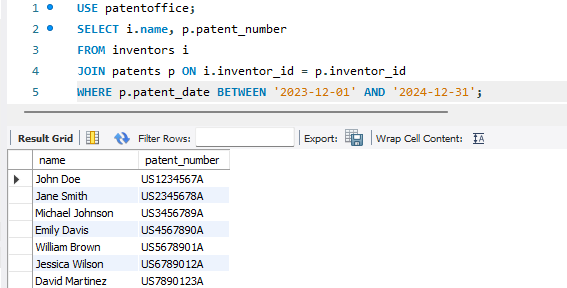 1 USE patentoffice;
2 SELECT i.name, p.patent_number
3 FROM inventors i
4 JOIN patents p ON i.inventor_id = p.inventor_id
5 WHERE p.patent_date BETWEEN '2023-12-01' AND '2024-12-31';
Result Grid Filter Rows: Export: Wrap Cell Content: IA
name patent_number
John Doe US1234567A
Jane Smith US2345678A
Michael Johnson US3456789A
Emily Davis US4567890A
William Brown US5678901A
Jessica Wilson US6789012A
David Martinez US7890123A